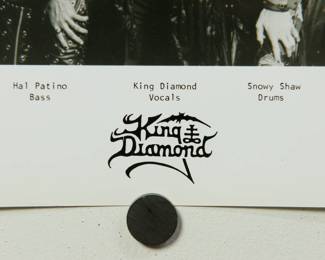 Hal Patino King Diamond Snowy Shaw
Bass Vocals Drums
King
Diamond